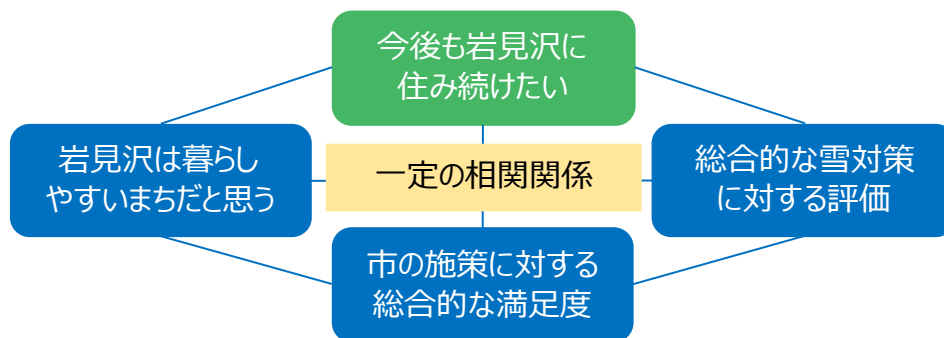 今後も岩見沢に
住み続けたい
岩見沢は暮らし
やすいまちだと思う
一定の相関関係
総合的な雪対策
に対する評価
市の施策に対する
総合的な満足度